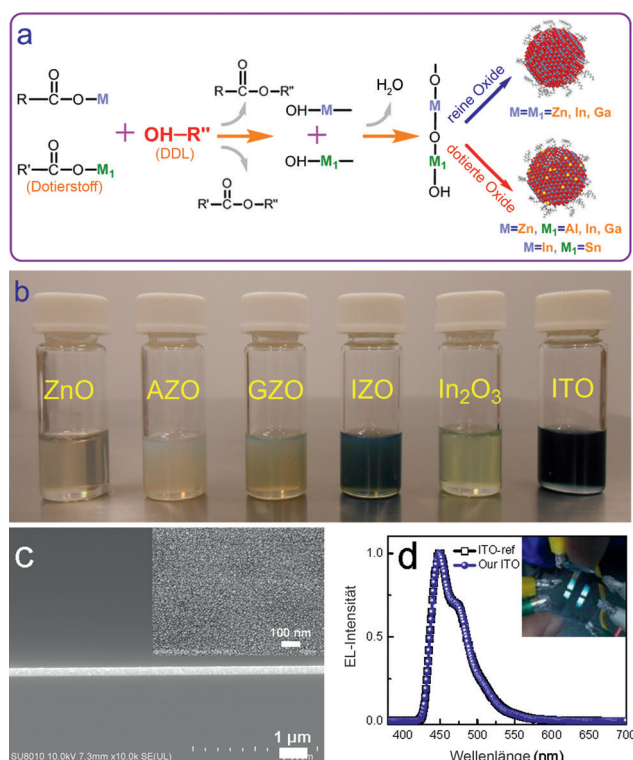 a
O
R—C—O—M
R'—C—O—M₁
(Dotierstoff)
+
OH—R"
(DDL)
R—C—O—R"
R'—C—O—R"
OH—M—
+
OH—M₁—
H₂O
O
M
O
M₁
OH
reine Oxide
dotierte Oxide
M=M₁=Zn, In, Ga
M=Zn, M₁=Al, In, Ga
M=In, M₁=Sn
b
ZnO AZO GZO IZO In₂O₃ ITO
c
100 nm
1 µm
SU8010 10.0kV 7.3mm x10.0k SE(UL)
d
ITO-ref
Our ITO
EL-Intensität
1.0
0.5
0.0
400 450 500 550 600 650 700
Wellenlänge (nm)